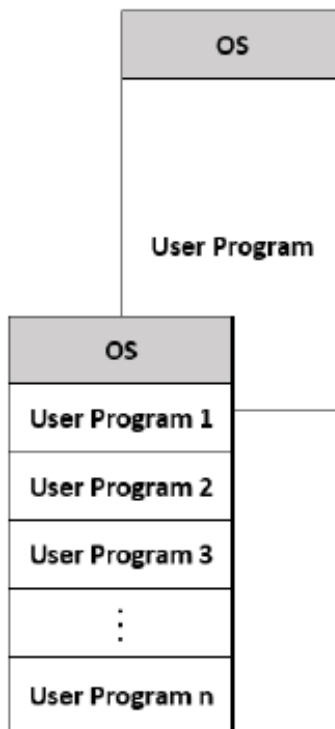 OS
User Program
OS
User Program 1
User Program 2
User Program 3
⋮
User Program n